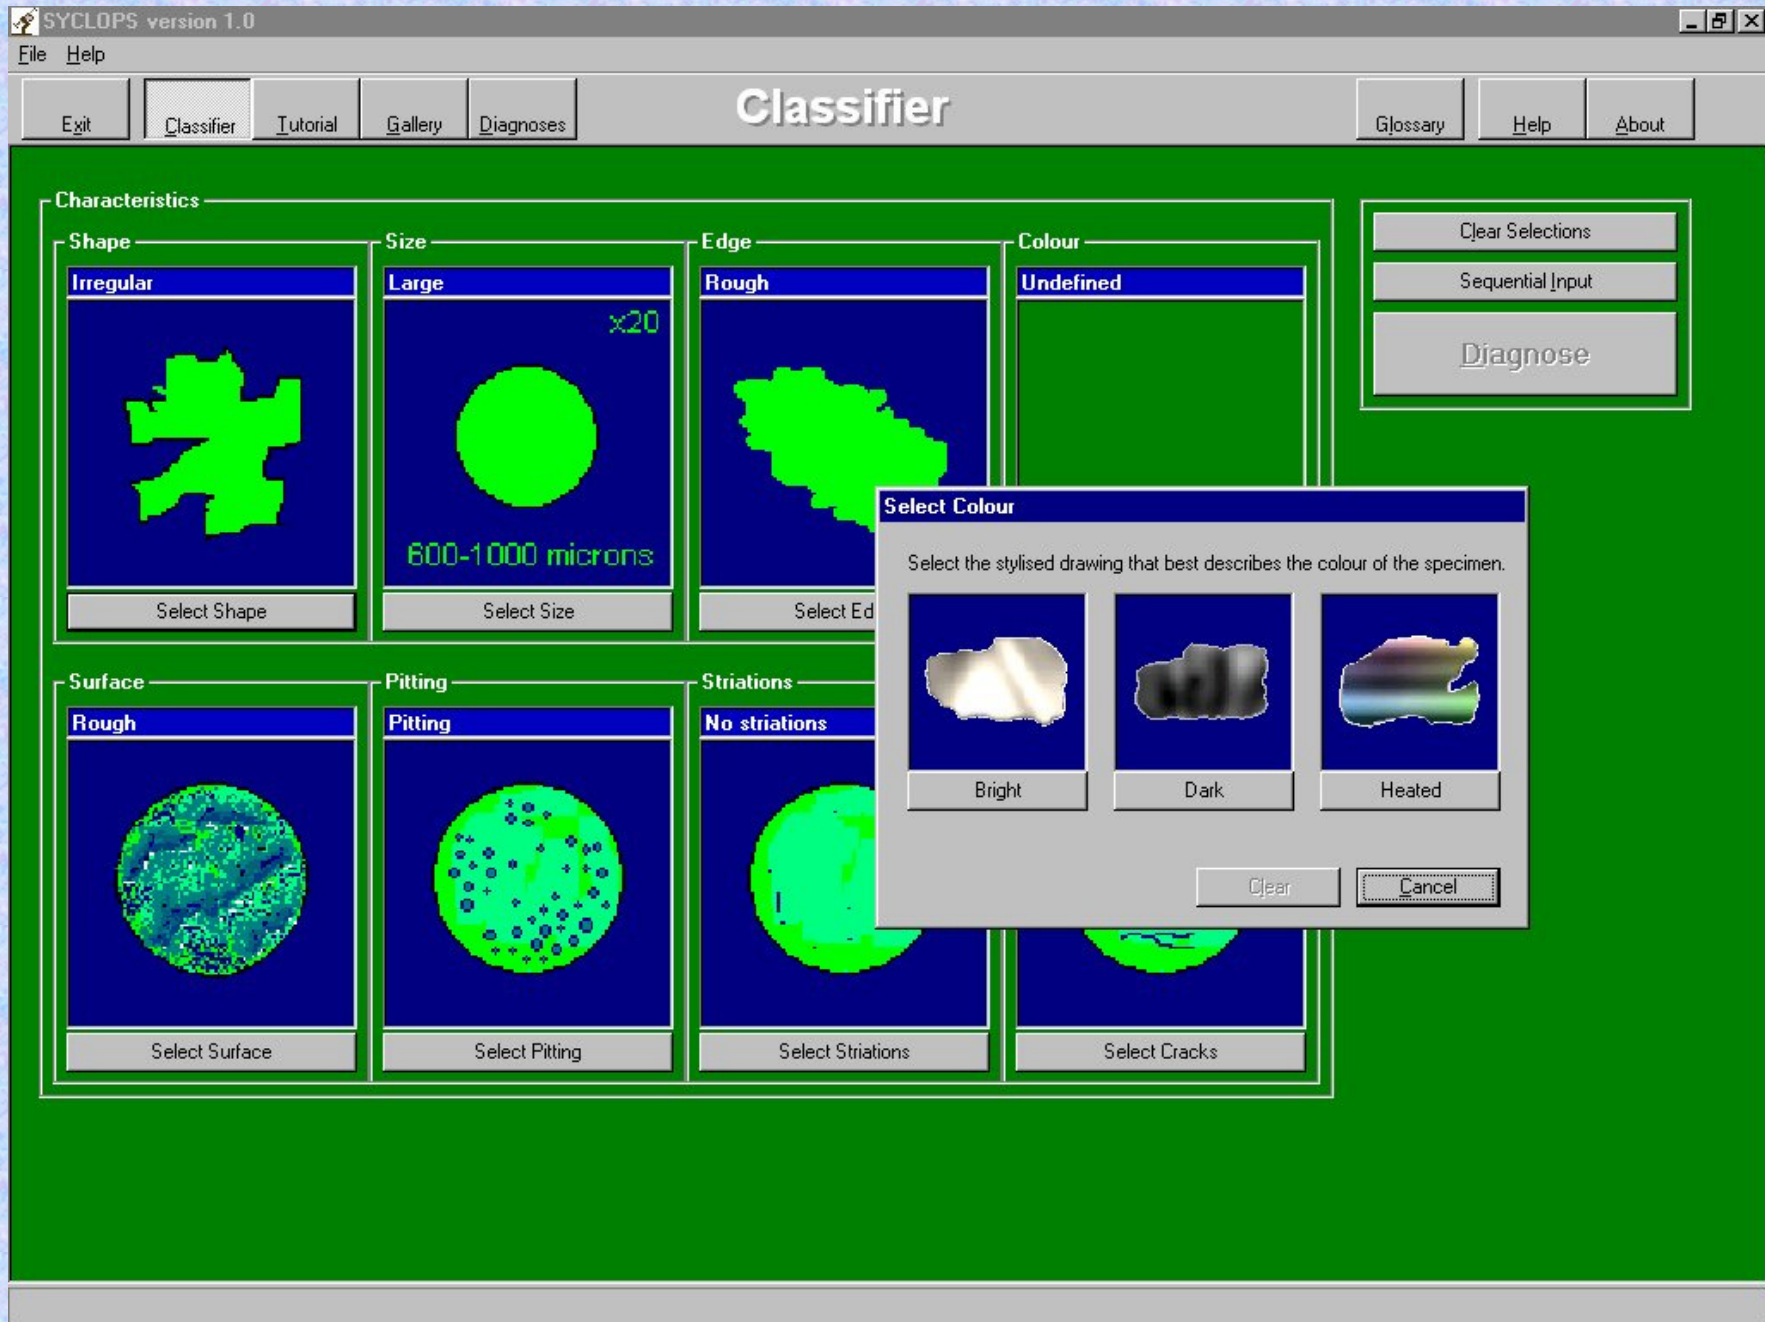 SYCLOPS version 1.0
File Help
Exit Classifier Tutorial Gallery Diagnoses Classifier Glossary Help About
Characteristics
Shape Size Edge Colour
Irregular Large Rough Undefined
x20
600-1000 microns
Select Shape Select Size Select Ed
Clear Selections
Sequential Input
Diagnose
Select Colour
Select the stylised drawing that best describes the colour of the specimen.
Bright Dark Heated
Clear Cancel
Surface Pitting Striations
Rough Pitting No striations
Select Surface Select Pitting Select Striations Select Cracks